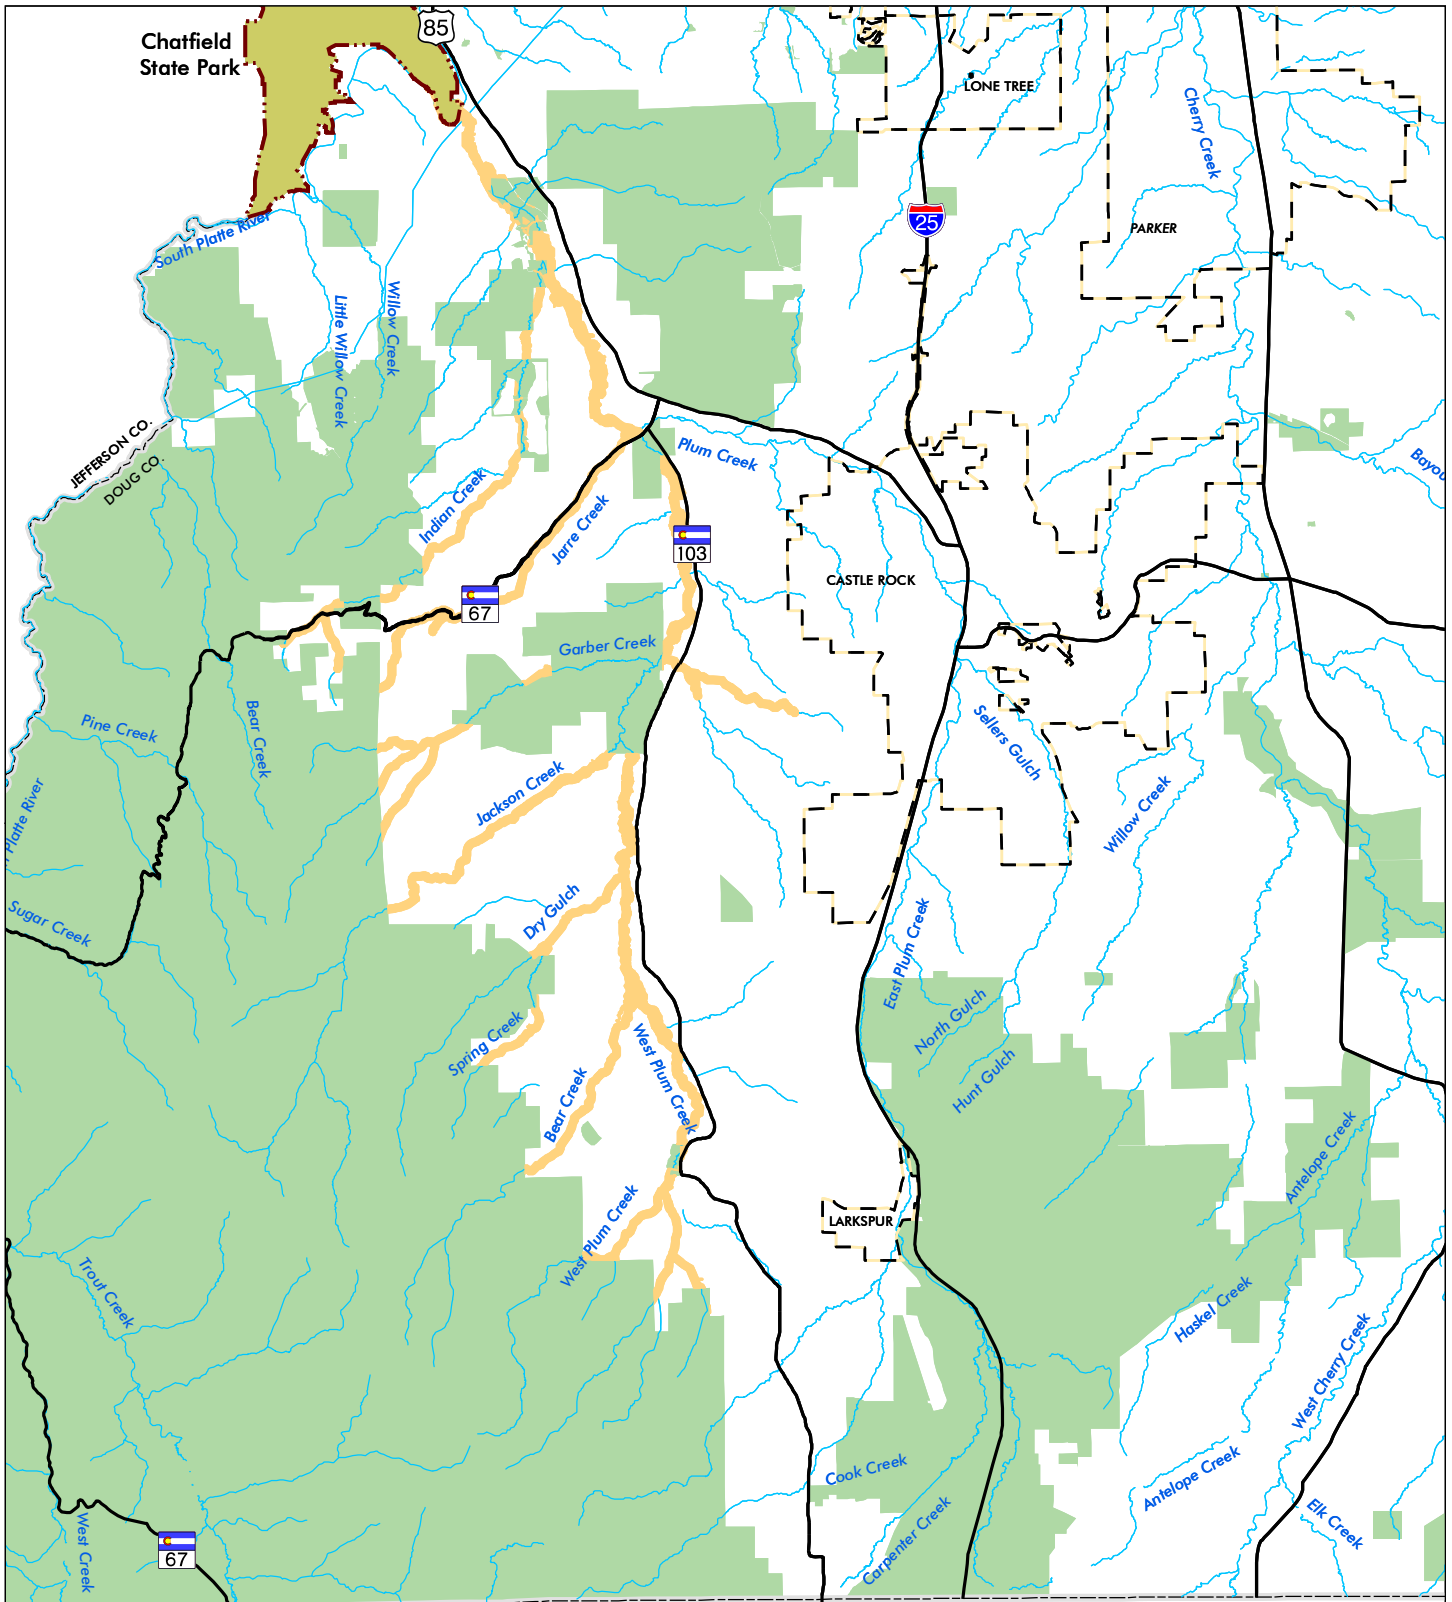 85
Chatfield
State Park
LONE TREE
Cherry Creek
25
PARKER
South Platte River
Little Willow Creek
Willow Creek
JEFFERSON CO.
DOUG CO.
Plum Creek
Indian Creek
Jarre Creek
103
CASTLE ROCK
67
Garber Creek
Pine Creek
Bear Creek
Sellers Gulch
Jackson Creek
Willow Creek
Platte River
Sugar Creek
Dry Gulch
East Plum Creek
North Gulch
Spring Creek
West Plum Creek
Hunt Gulch
Bear Creek
Antelope Creek
West Plum Creek
LARKSPUR
Trout Creek
Haskel Creek
West Cherry Creek
Cook Creek
Antelope Creek
Carpenter Creek
Elk Creek
West Creek
67